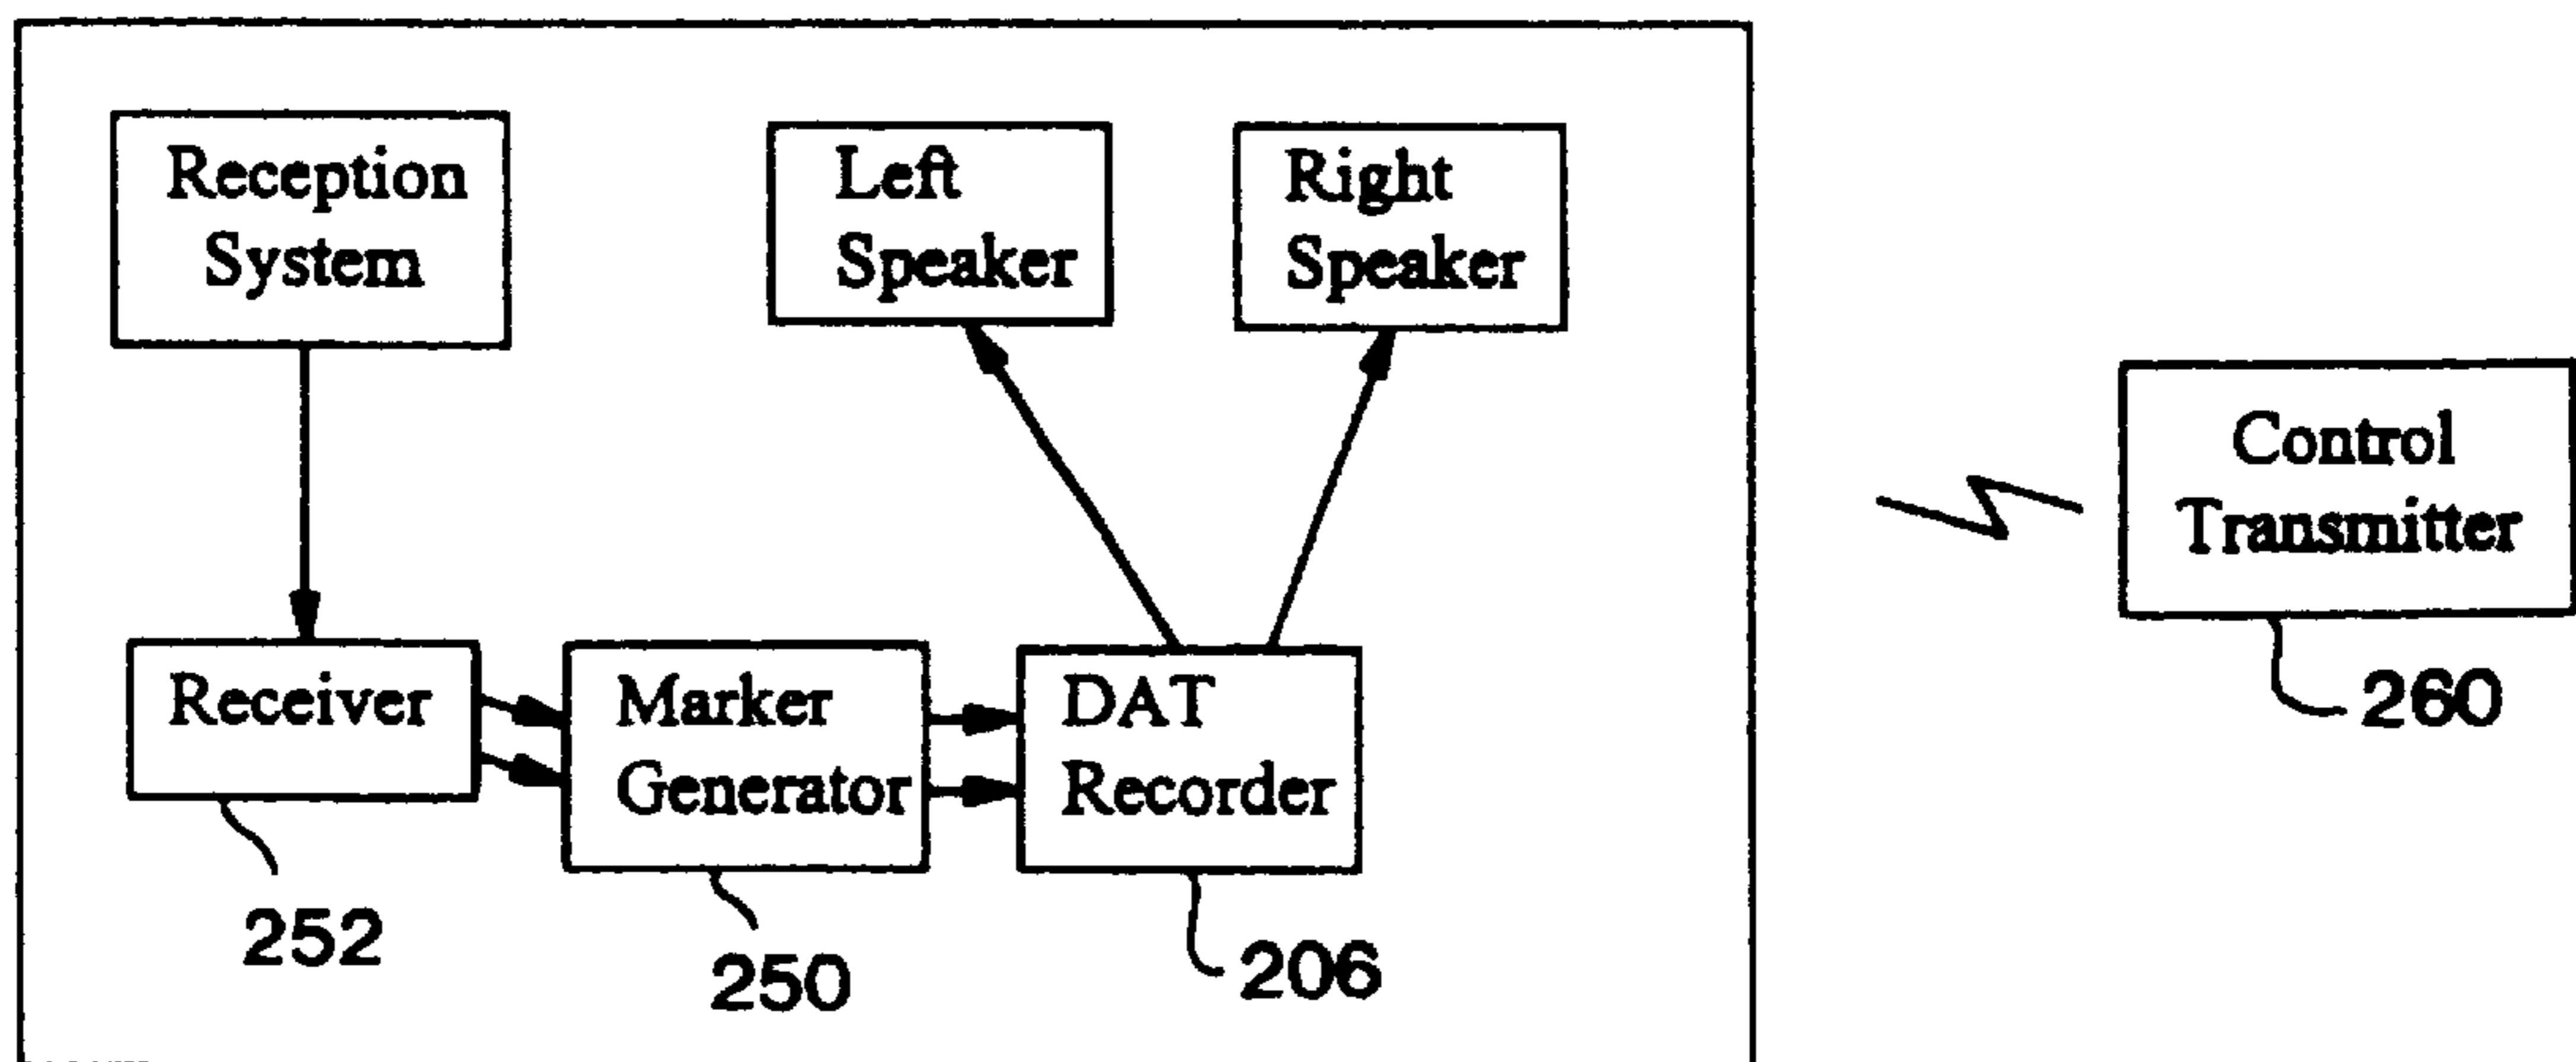 Reception
System
Left
Speaker
Right
Speaker
Control
Transmitter
260
Receiver
252
Marker
Generator
250
DAT
Recorder
206